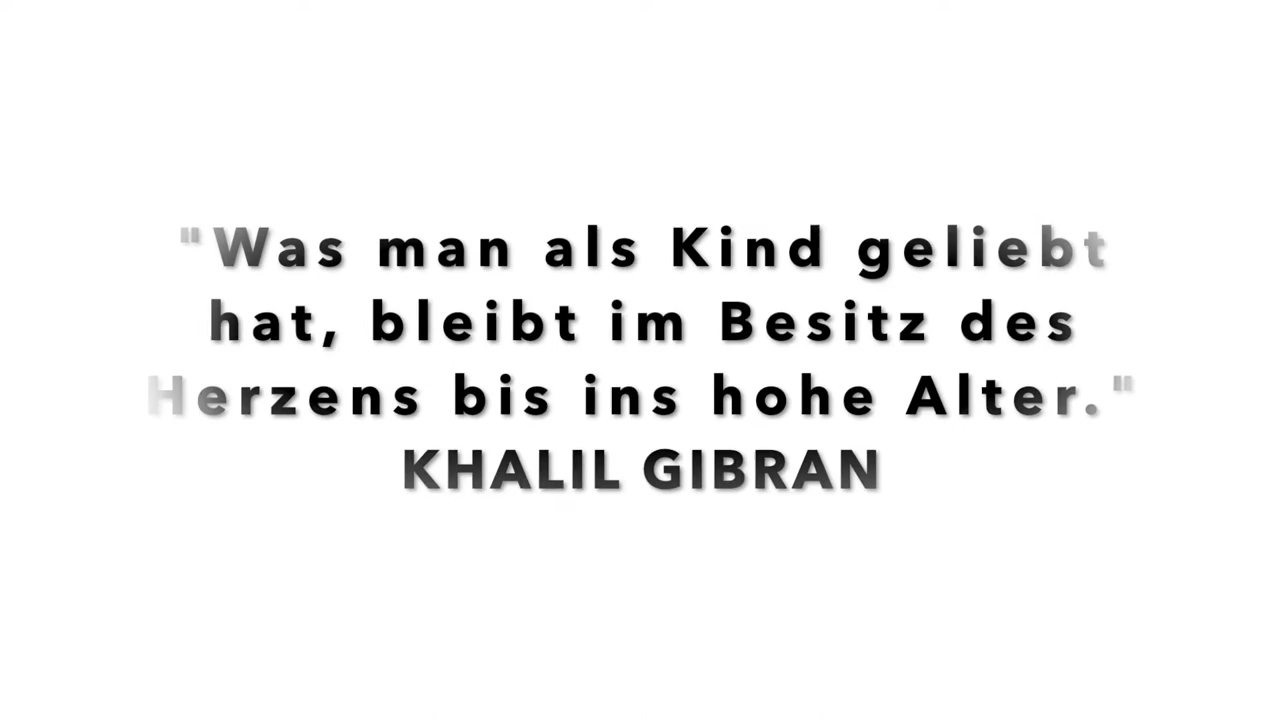 "Was man als Kind geliebt
hat, bleibt im Besitz des
Herzens bis ins hohe Alter."
KHALIL GIBRAN